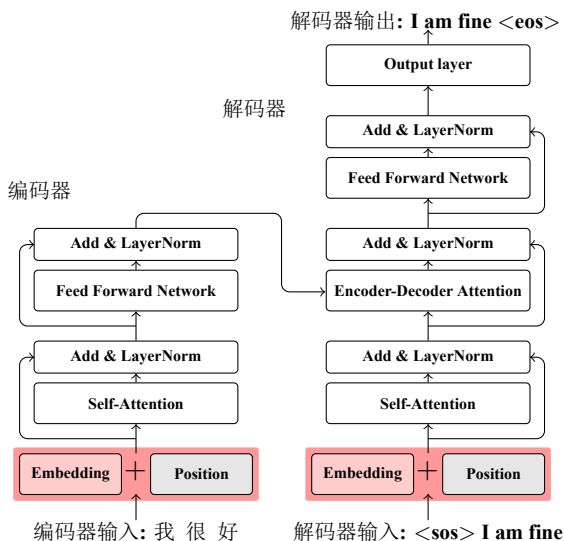 解码器输出: I am fine <eos>
Output layer
解码器
Add & LayerNorm
Feed Forward Network
编码器
Add & LayerNorm
Add & LayerNorm
Feed Forward Network
Encoder-Decoder Attention
Add & LayerNorm
Add & LayerNorm
Self-Attention
Self-Attention
Embedding + Position
Embedding + Position
编码器输入: 我 很 好
解码器输入: <sos> I am fine